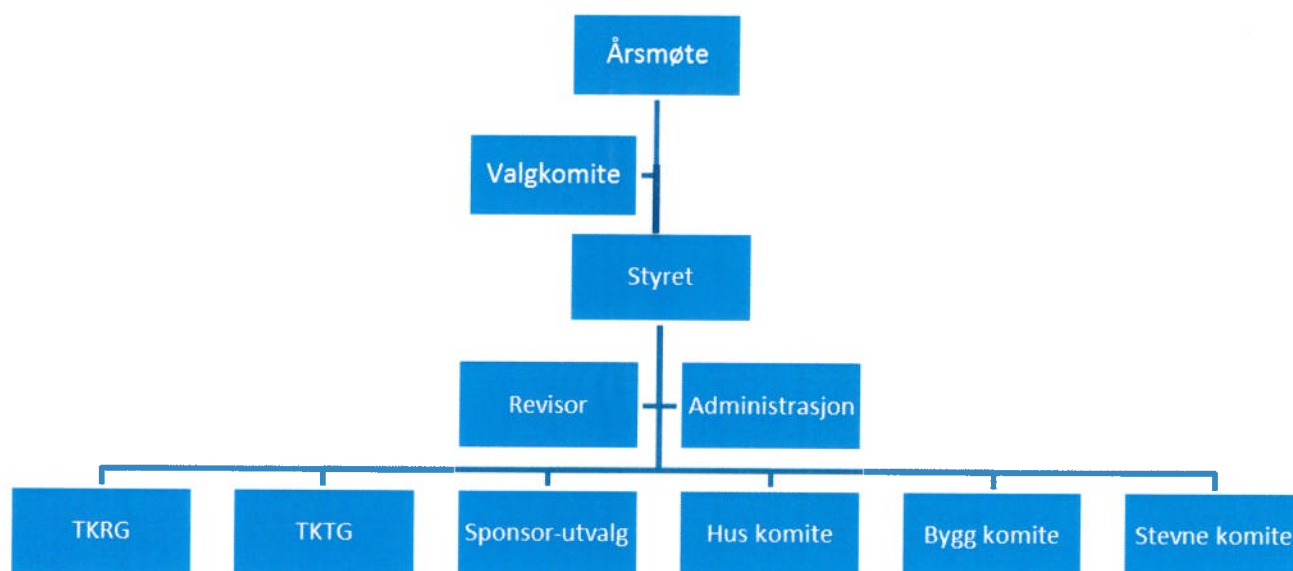 Årsmøte
Valgkomite
Styret
Revisor
Administrasjon
TKRG
TKTG
Sponsor-utvalg
Hus komite
Bygg komite
Stevne komite